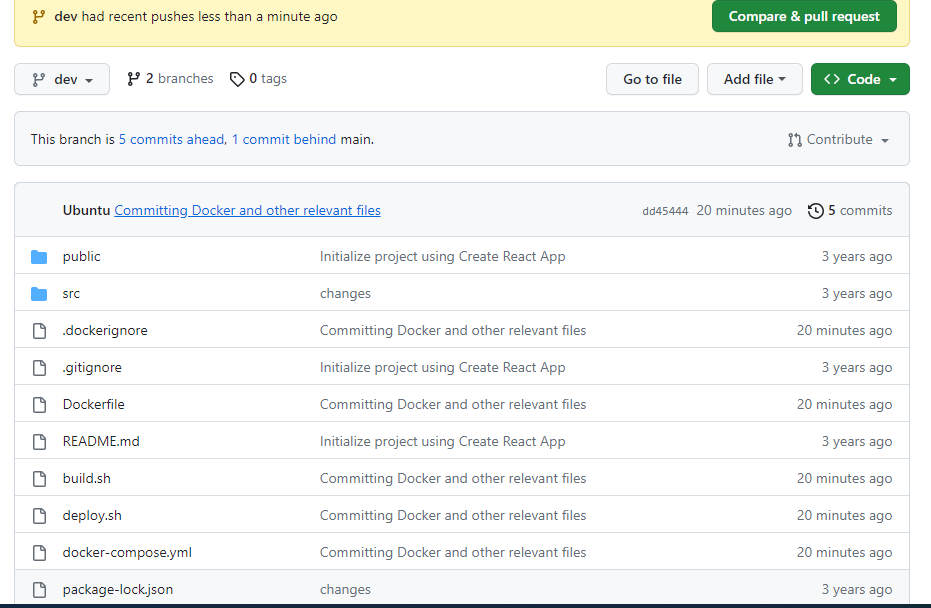 dev had recent pushes less than a minute ago Compare & pull request
dev 2 branches 0 tags Go to file Add file <> Code
This branch is 5 commits ahead, 1 commit behind main. Contribute
Ubuntu Committing Docker and other relevant files dd45444 20 minutes ago 5 commits
public Initialize project using Create React App 3 years ago
src changes 3 years ago
.dockerignore Committing Docker and other relevant files 20 minutes ago
.gitignore Initialize project using Create React App 3 years ago
Dockerfile Committing Docker and other relevant files 20 minutes ago
README.md Initialize project using Create React App 3 years ago
build.sh Committing Docker and other relevant files 20 minutes ago
deploy.sh Committing Docker and other relevant files 20 minutes ago
docker-compose.yml Committing Docker and other relevant files 20 minutes ago
package-lock.json changes 3 years ago